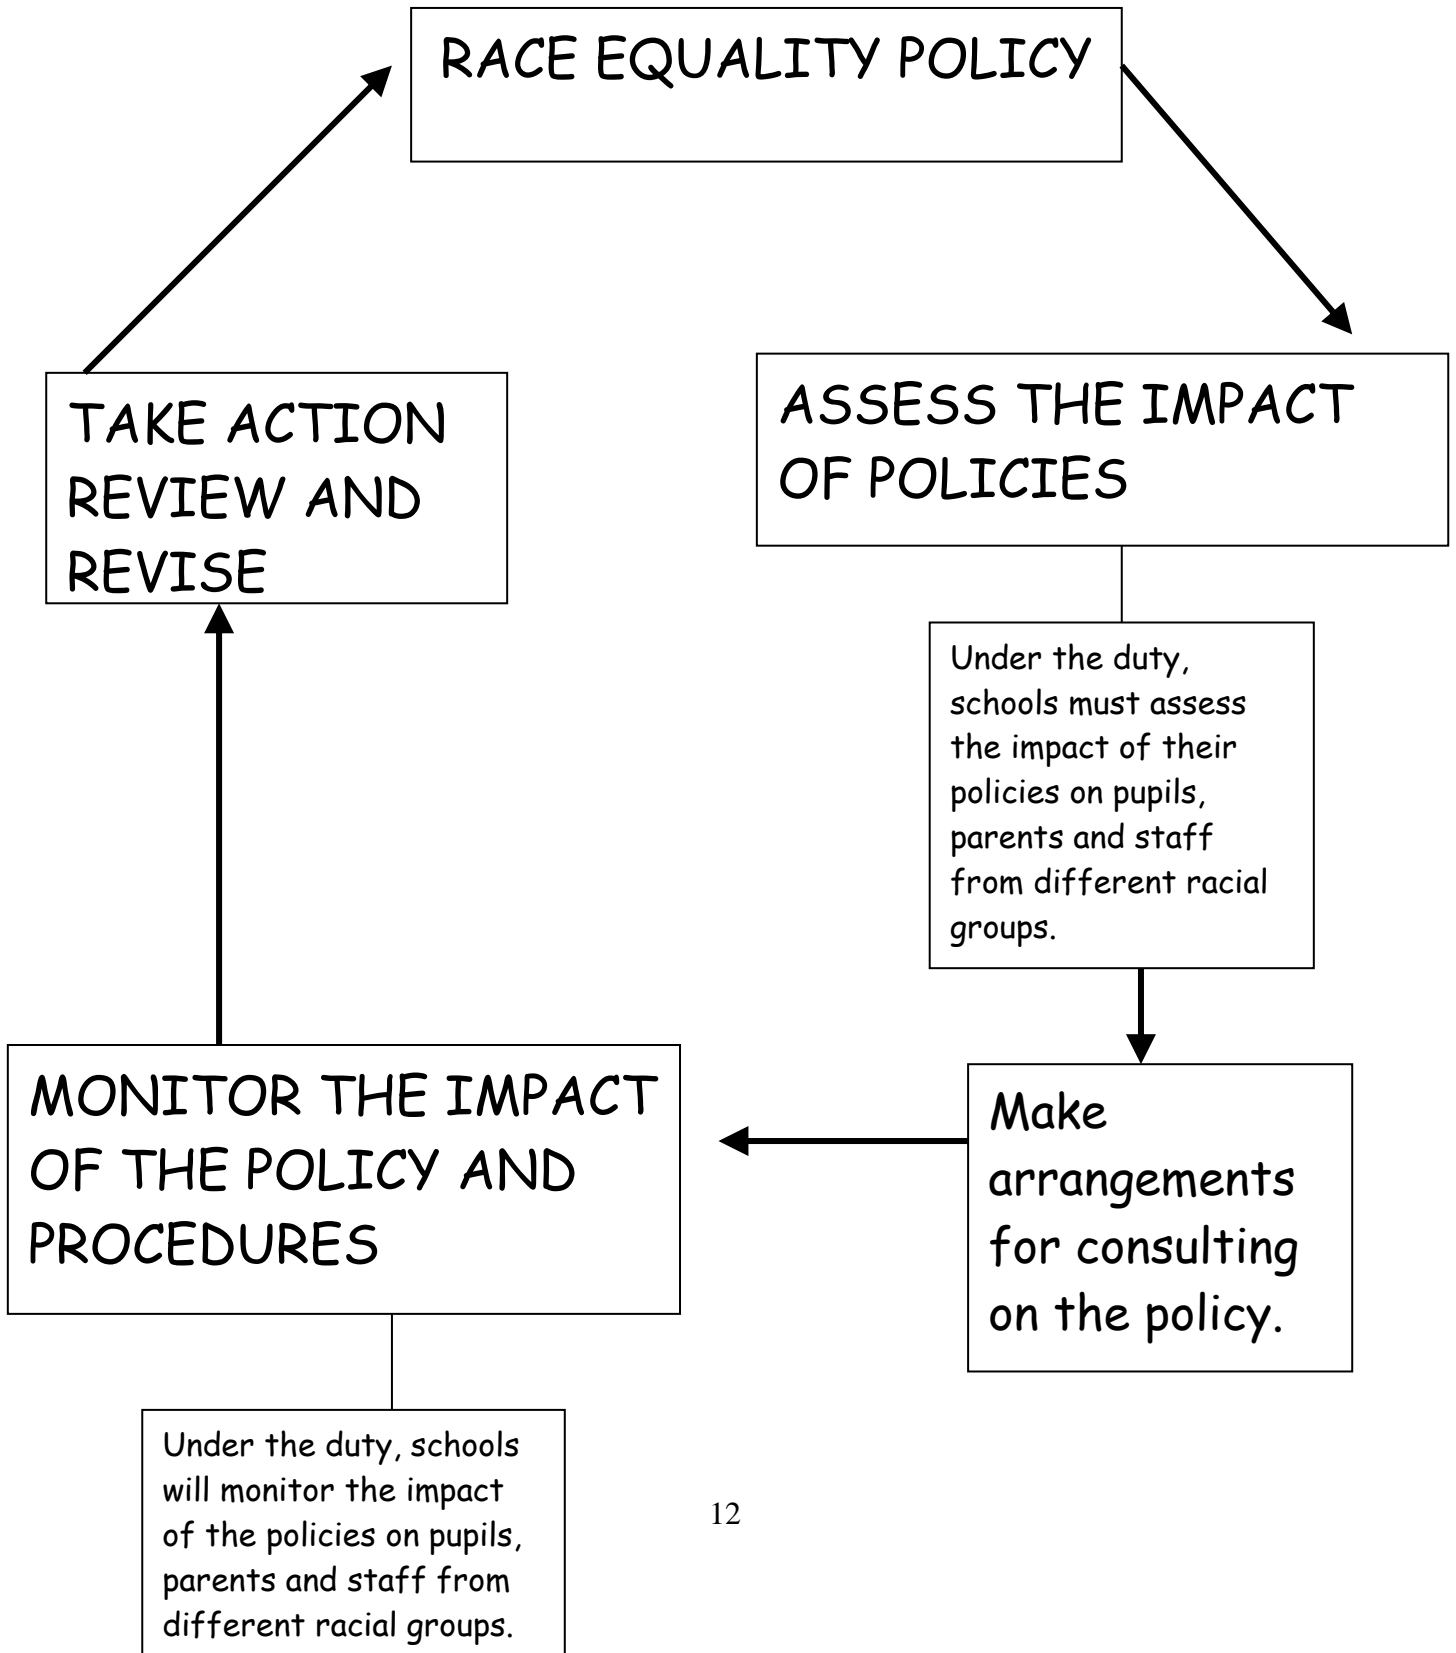 RACE EQUALITY POLICY
TAKE ACTION
REVIEW AND
REVISE
ASSESS THE IMPACT
OF POLICIES
Under the duty,
schools must assess
the impact of their
policies on pupils,
parents and staff
from different racial
groups.
MONITOR THE IMPACT
OF THE POLICY AND
PROCEDURES
Make
arrangements
for consulting
on the policy.
Under the duty, schools
will monitor the impact
of the policies on pupils,
parents and staff from
different racial groups.
12